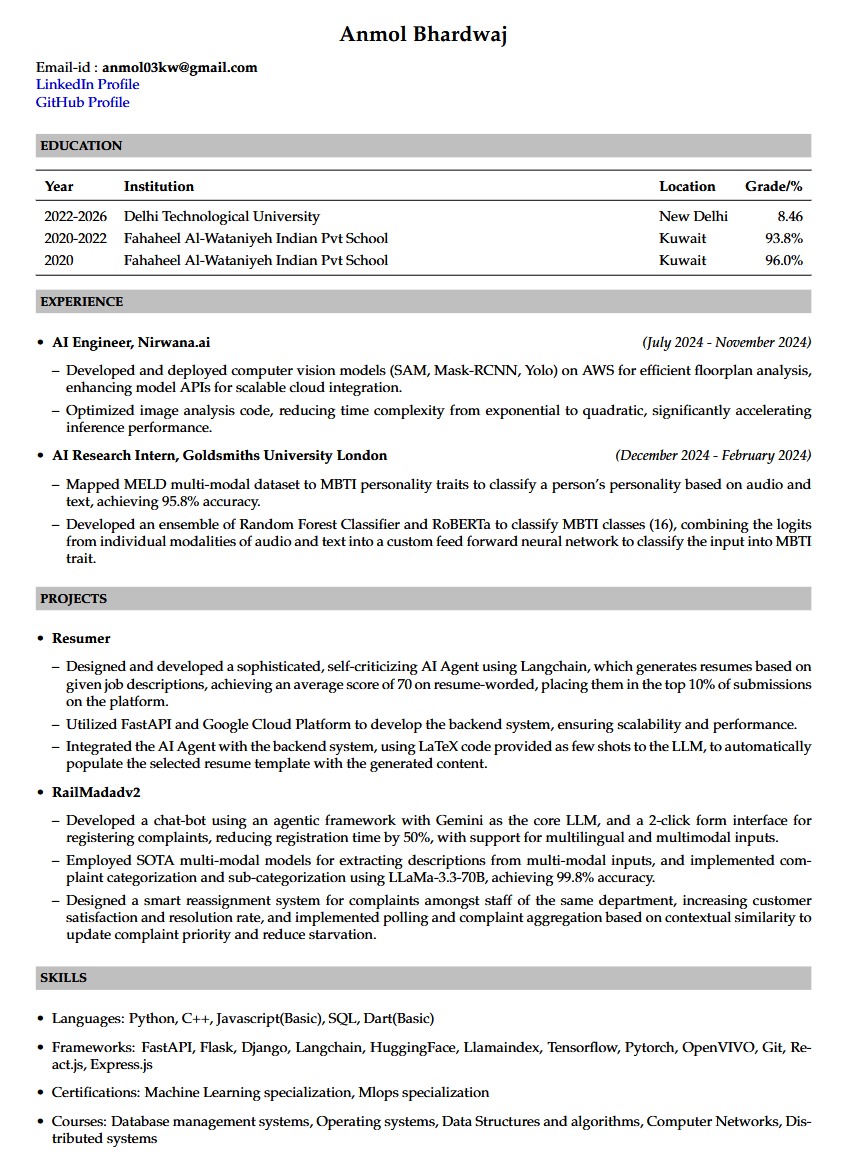 Anmol Bhardwaj
Email-id : anmol03kw@gmail.com
LinkedIn Profile
GitHub Profile
EDUCATION
Year Institution Location Grade/%
2022-2026 Delhi Technological University New Delhi 8.46
2020-2022 Fahaheel Al-Wataniyeh Indian Pvt School Kuwait 93.8%
2020 Fahaheel Al-Wataniyeh Indian Pvt School Kuwait 96.0%
EXPERIENCE
• AI Engineer, Nirwana.ai (July 2024 - November 2024)
– Developed and deployed computer vision models (SAM, Mask-RCNN, Yolo) on AWS for efficient floorplan analysis,
enhancing model APIs for scalable cloud integration.
– Optimized image analysis code, reducing time complexity from exponential to quadratic, significantly accelerating
inference performance.
• AI Research Intern, Goldsmiths University London (December 2024 - February 2024)
– Mapped MELD multi-modal dataset to MBTI personality traits to classify a person's personality based on audio and
text, achieving 95.8% accuracy.
– Developed an ensemble of Random Forest Classifier and RoBERTa to classify MBTI classes (16), combining the logits
from individual modalities of audio and text into a custom feed forward neural network to classify the input into MBTI
trait.
PROJECTS
• Resumer
– Designed and developed a sophisticated, self-criticizing AI Agent using Langchain, which generates resumes based on
given job descriptions, achieving an average score of 70 on resume-worded, placing them in the top 10% of submissions
on the platform.
– Utilized FastAPI and Google Cloud Platform to develop the backend system, ensuring scalability and performance.
– Integrated the AI Agent with the backend system, using LaTeX code provided as few shots to the LLM, to automatically
populate the selected resume template with the generated content.
• RailMadadv2
– Developed a chat-bot using an agentic framework with Gemini as the core LLM, and a 2-click form interface for
registering complaints, reducing registration time by 50%, with support for multilingual and multimodal inputs.
– Employed SOTA multi-modal models for extracting descriptions from multi-modal inputs, and implemented com-
plaint categorization and sub-categorization using LLaMa-3.3-70B, achieving 99.8% accuracy.
– Designed a smart reassignment system for complaints amongst staff of the same department, increasing customer
satisfaction and resolution rate, and implemented polling and complaint aggregation based on contextual similarity to
update complaint priority and reduce starvation.
SKILLS
• Languages: Python, C++, Javascript(Basic), SQL, Dart(Basic)
• Frameworks: FastAPI, Flask, Django, Langchain, HuggingFace, Llamaindex, Tensorflow, Pytorch, OpenVIVO, Git, Re-
act.js, Express.js
• Certifications: Machine Learning specialization, Mlops specialization
• Courses: Database management systems, Operating systems, Data Structures and algorithms, Computer Networks, Dis-
tributed systems